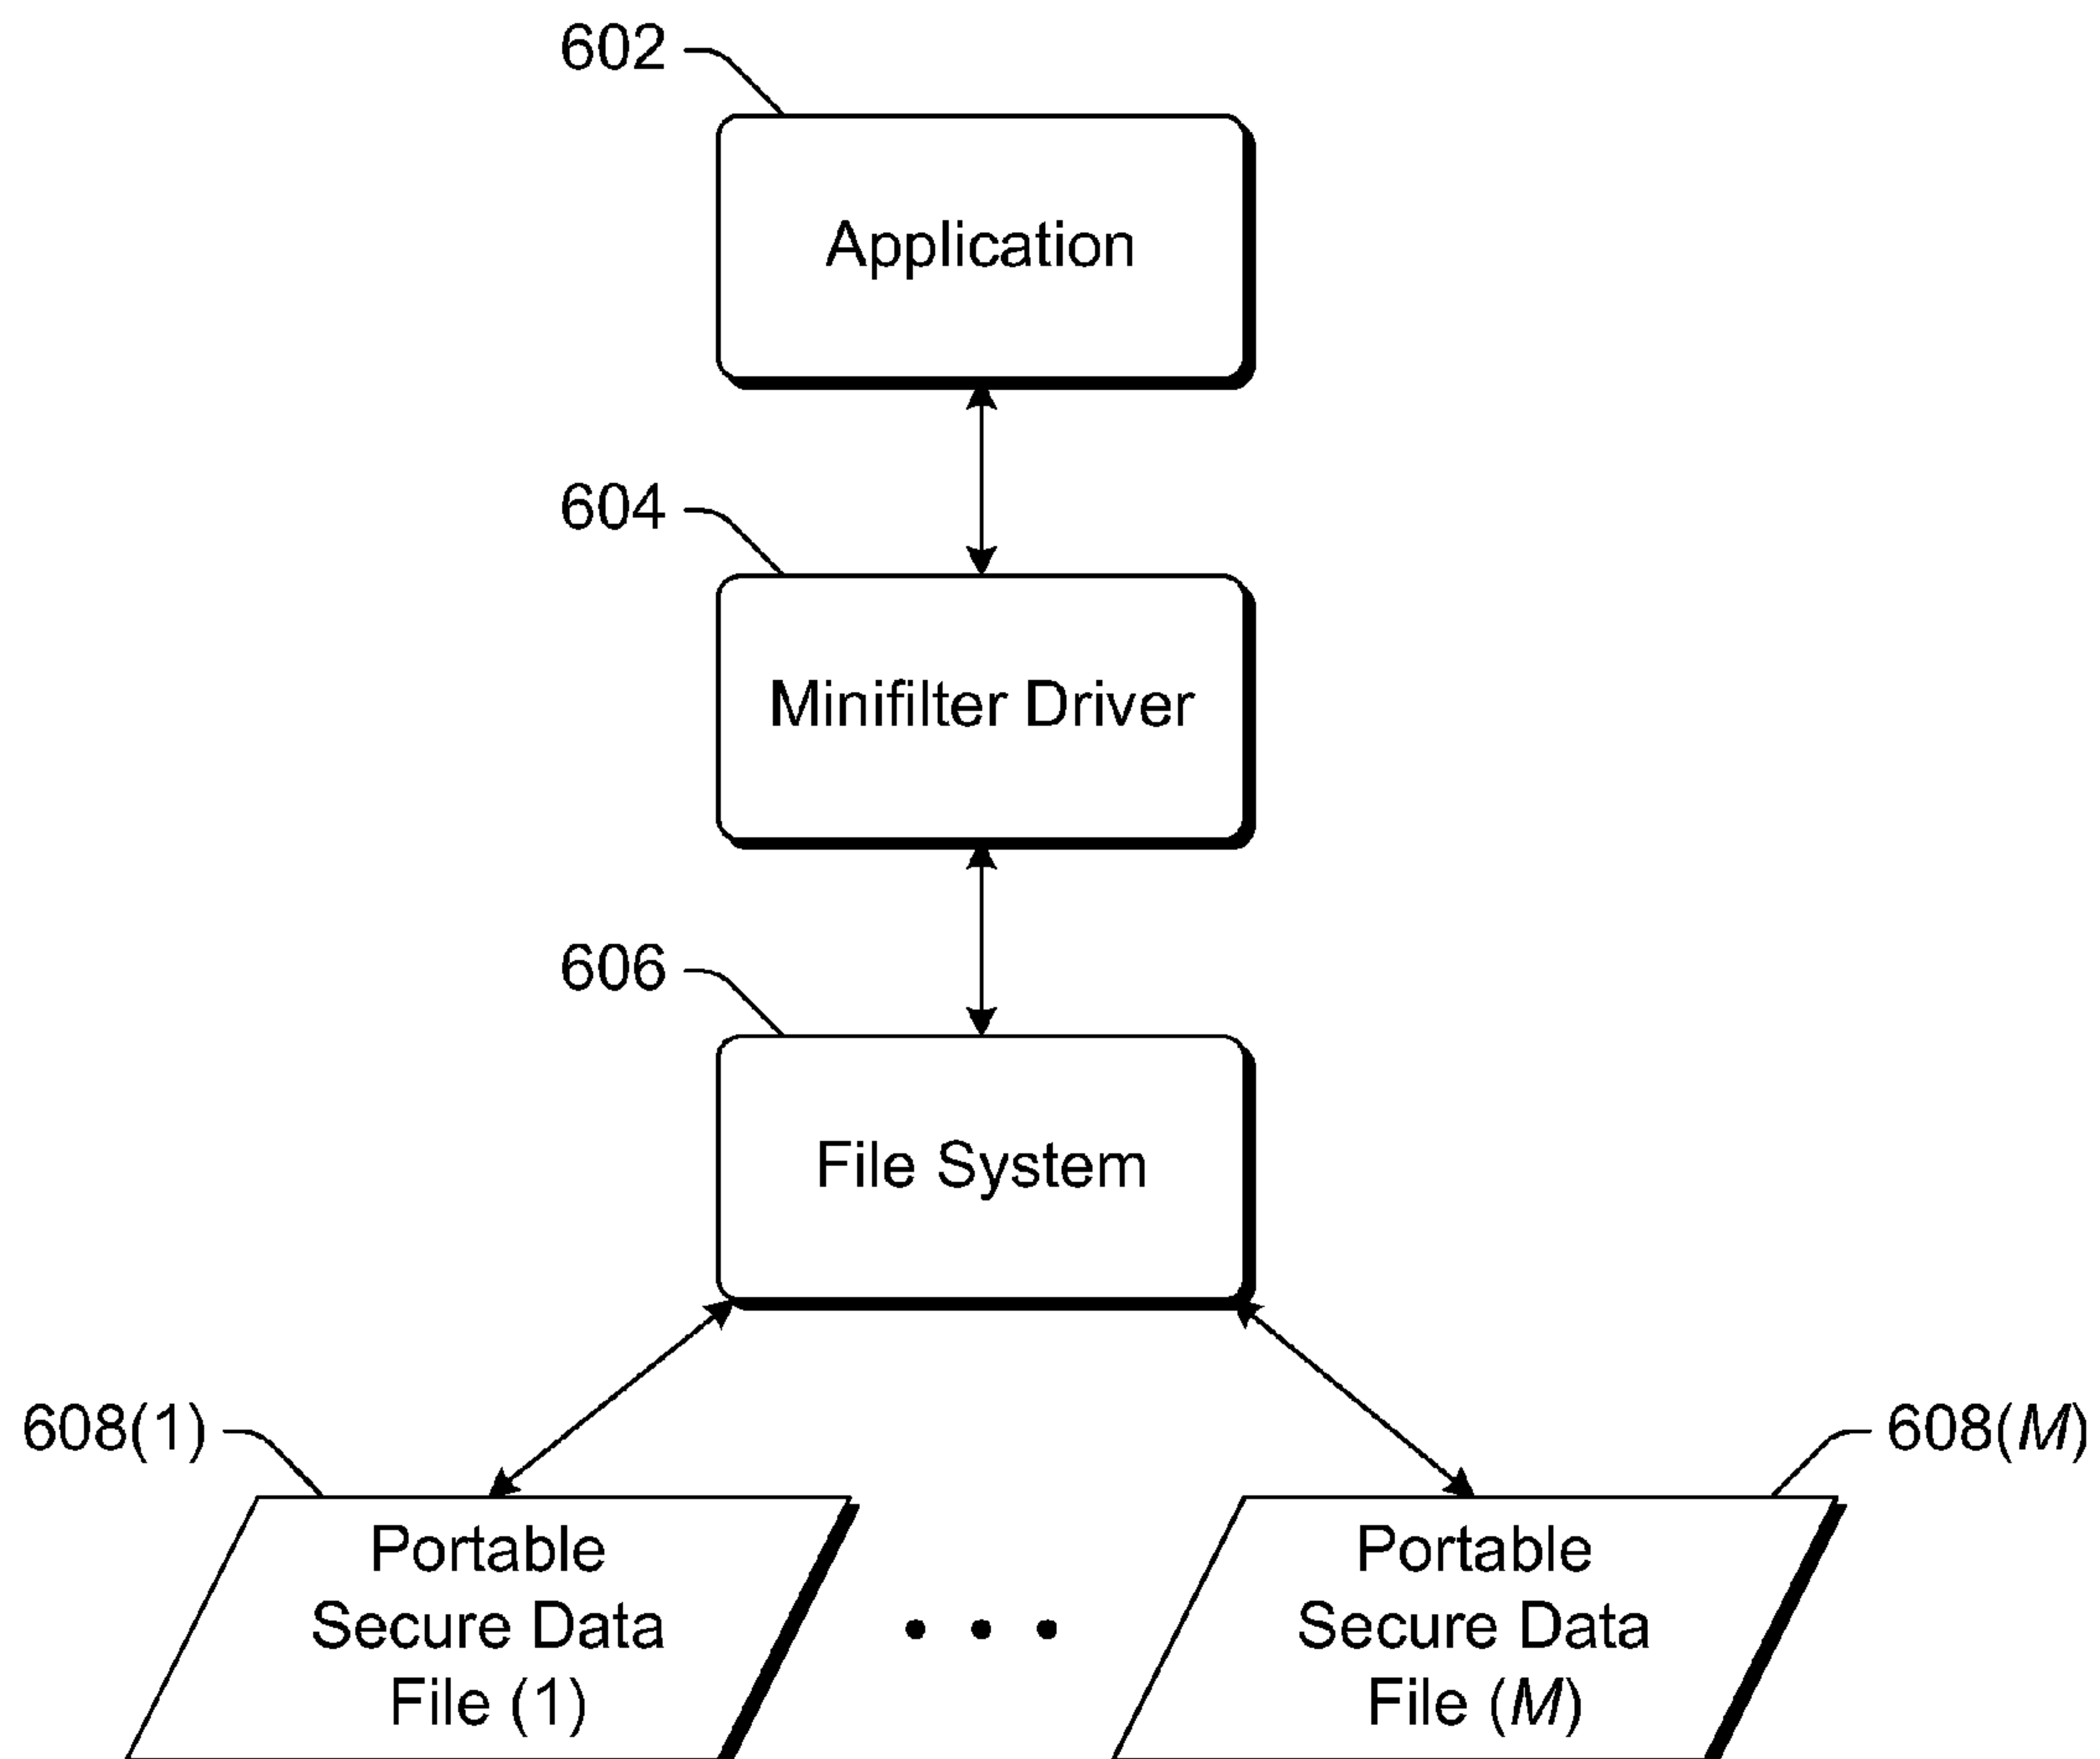 602
Application
604
Minifilter Driver
606
File System
608(1)
608(M)
Portable
Secure Data
File (1)
. . .
Portable
Secure Data
File (M)